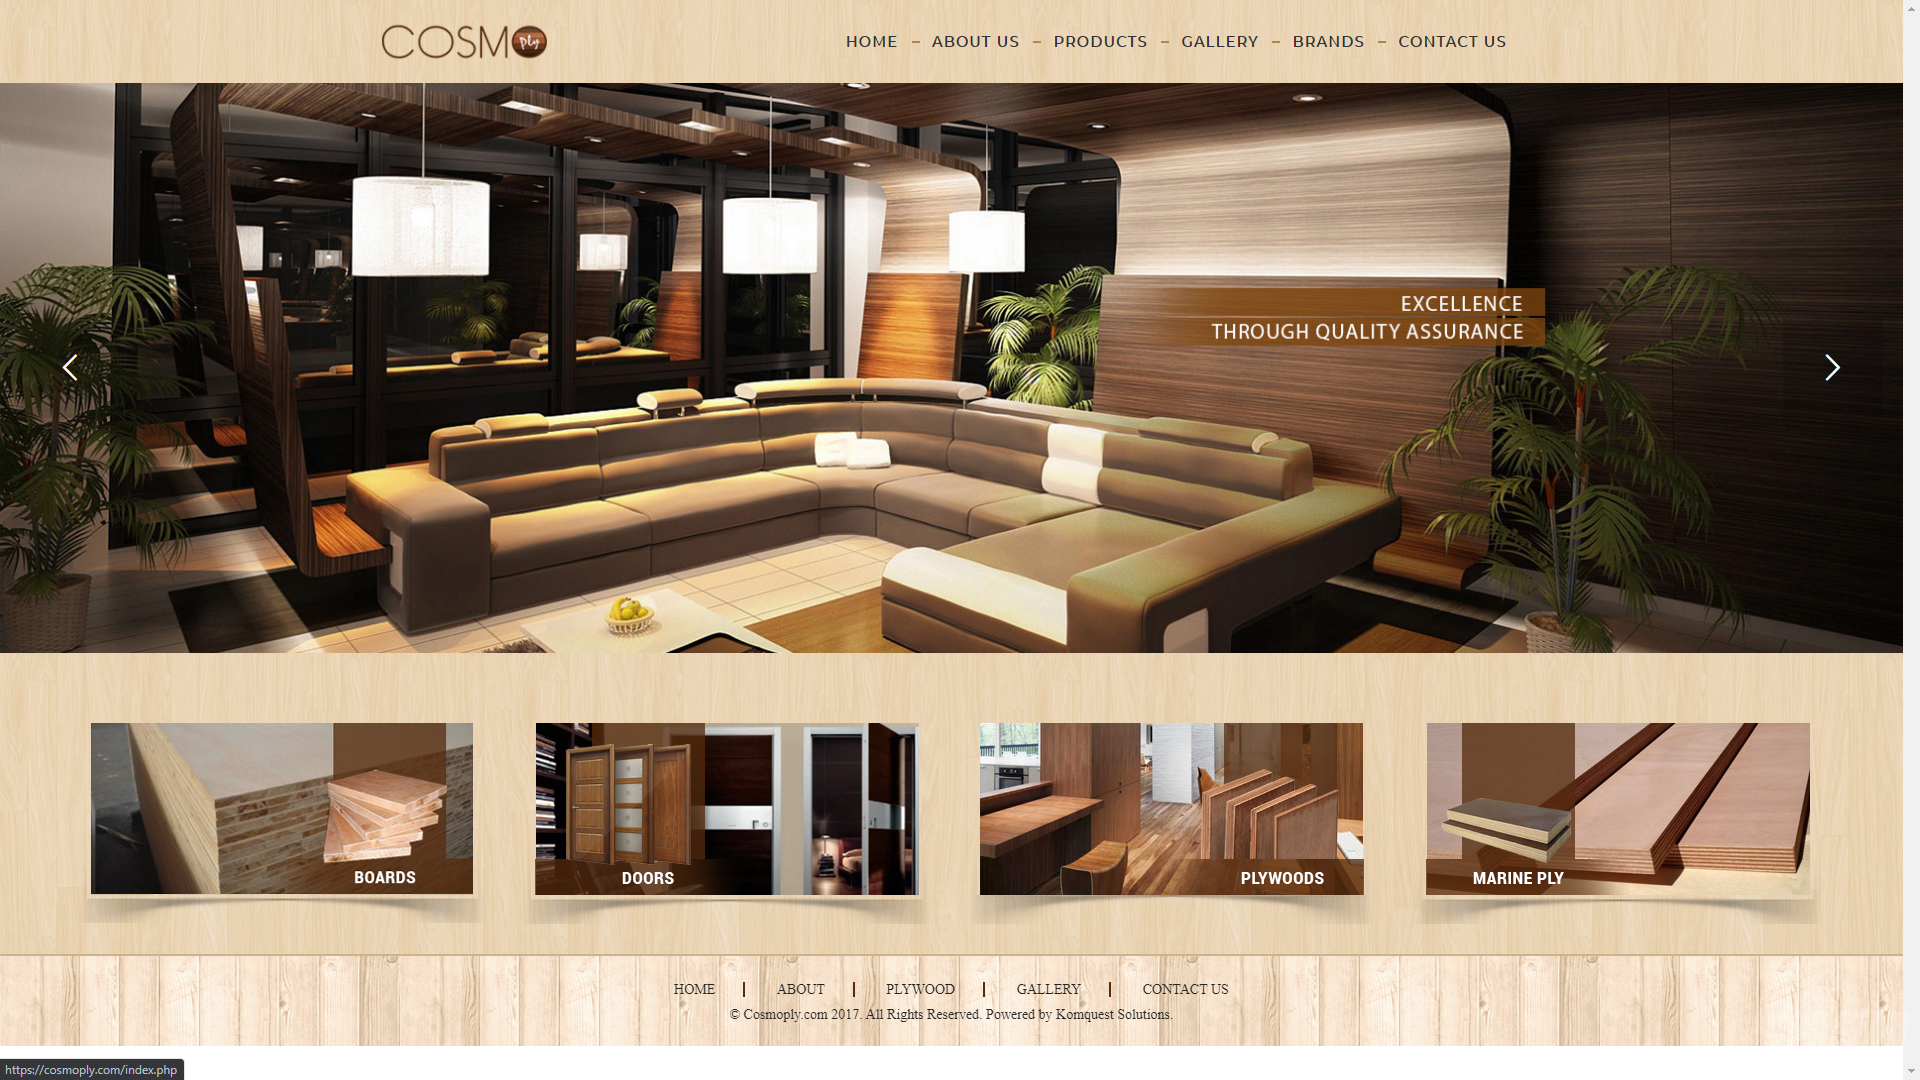 COSMO ply
HOME – ABOUT US – PRODUCTS – GALLERY – BRANDS – CONTACT US
EXCELLENCE
THROUGH QUALITY ASSURANCE
BOARDS
DOORS
PLYWOODS
MARINE PLY
HOME | ABOUT | PLYWOOD | GALLERY | CONTACT US
© Cosmoply.com 2017. All Rights Reserved. Powered by Komquest Solutions.
https://cosmoply.com/index.php